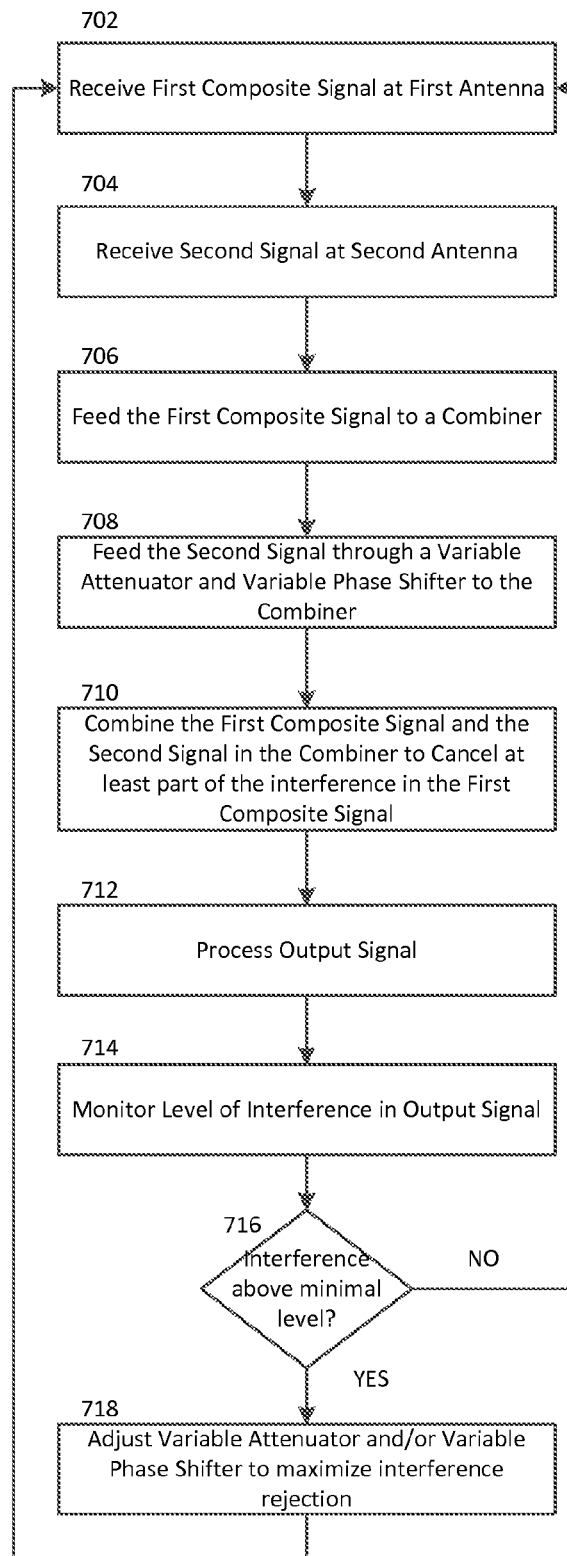 702
Receive First Composite Signal at First Antenna
704
Receive Second Signal at Second Antenna
706
Feed the First Composite Signal to a Combiner
708
Feed the Second Signal through a Variable
Attenuator and Variable Phase Shifter to the
Combiner
710
Combine the First Composite Signal and the
Second Signal in the Combiner to Cancel at
least part of the interference in the First
Composite Signal
712
Process Output Signal
714
Monitor Level of Interference in Output Signal
716
Interference
above minimal
level?
NO
YES
718
Adjust Variable Attenuator and/or Variable
Phase Shifter to maximize interference
rejection